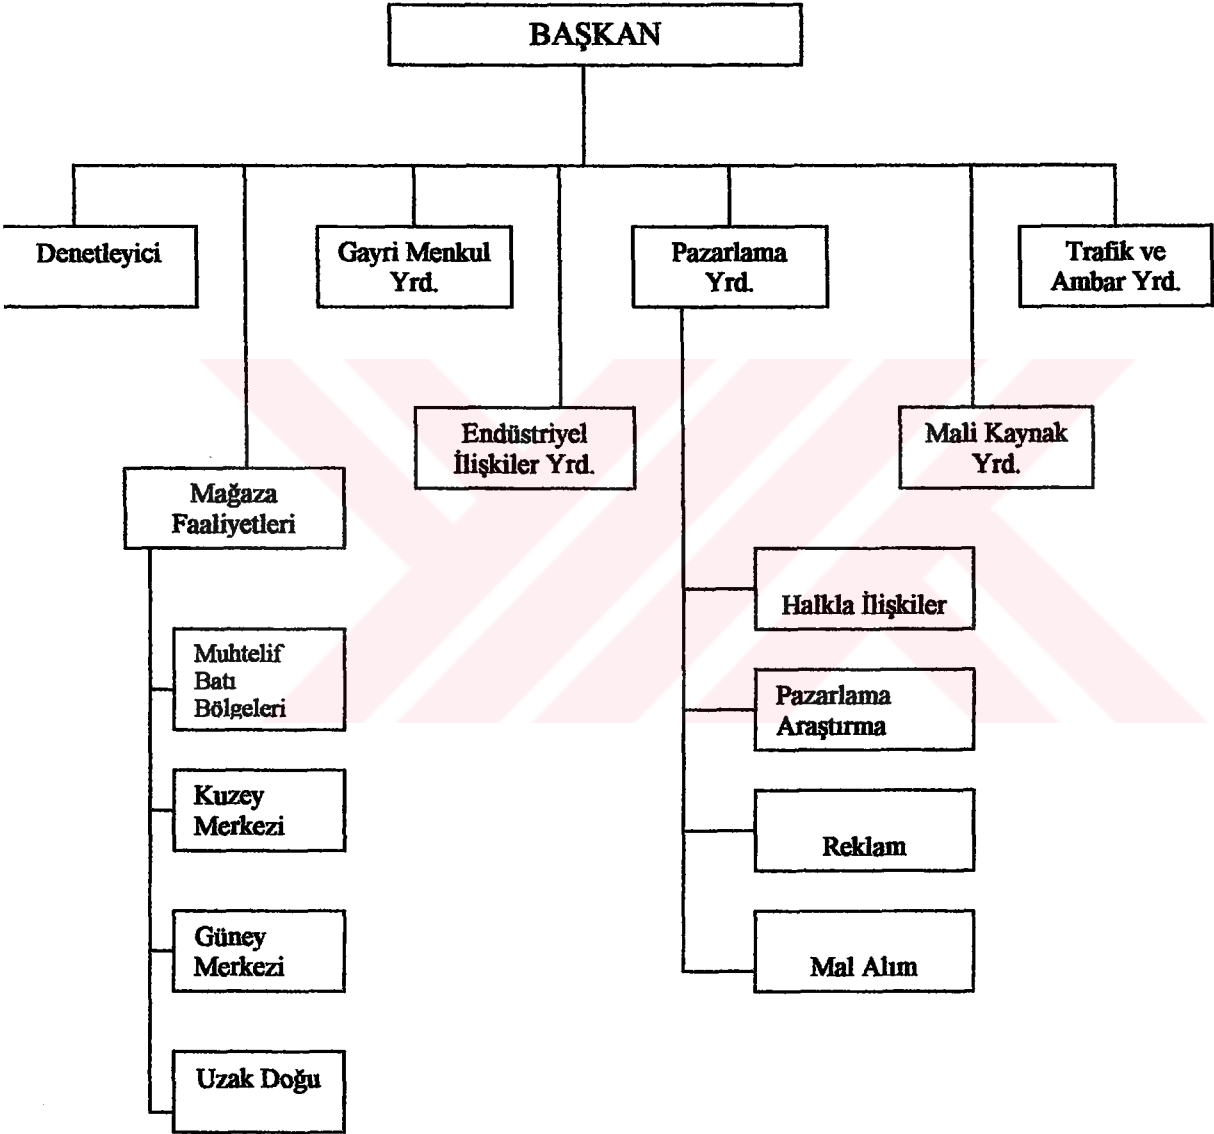 BAŞKAN
Denetleyici
Gayri Menkul
Yrd.
Pazarlama
Yrd.
Trafik ve
Ambar Yrd.
Endüstriyel
İlişkiler Yrd.
Mali Kaynak
Yrd.
Mağaza
Faaliyetleri
Halkla İlişkiler
Muhtelif
Batı
Bölgeleri
Pazarlama
Araştırma
Kuzey
Merkezi
Reklam
Güney
Merkezi
Mal Alım
Uzak Doğu